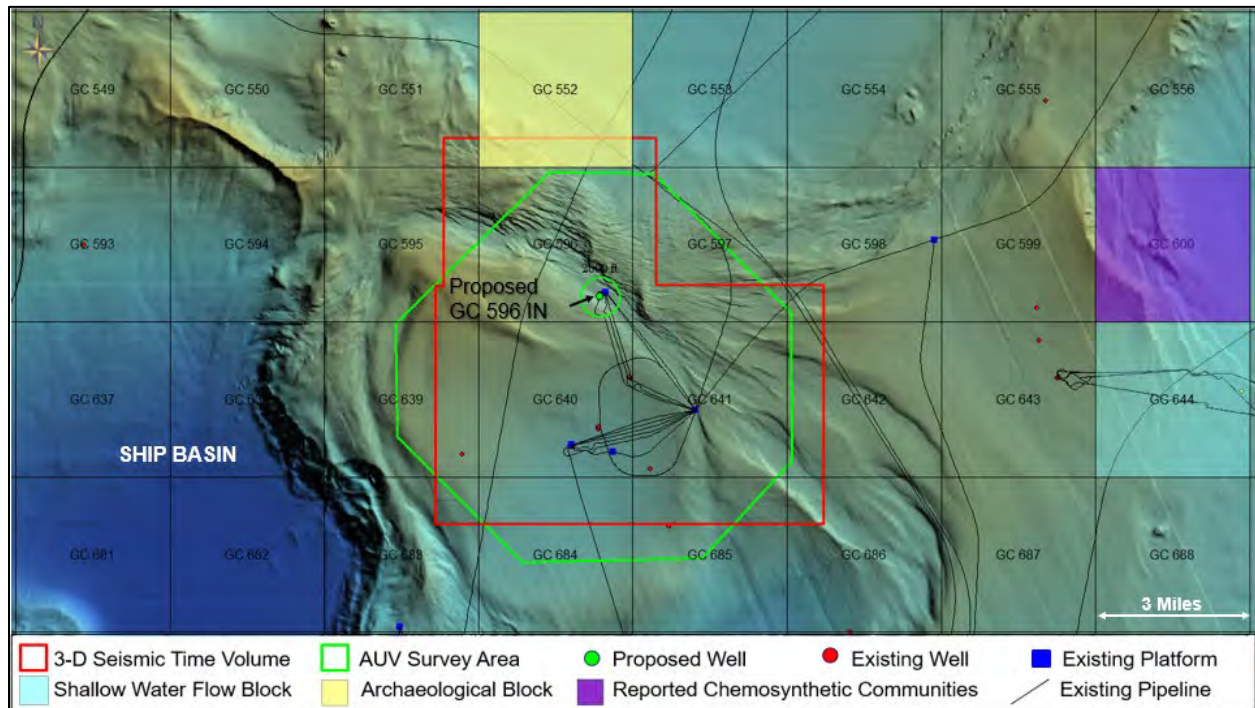 N
GC 549 GC 550 GC 551 GC 552 GC 553 GC 554 GC 555 GC 556
GC 593 GC 594 GC 595 GC 596 GC 597 GC 598 GC 599 GC 600
Proposed
GC 596 IN
GC 637 GC 639 GC 640 GC 641 GC 642 GC 643 GC 644
SHIP BASIN
GC 681 GC 682 GC 683 GC 684 GC 685 GC 686 GC 687 GC 688
3 Miles
3-D Seismic Time Volume AUV Survey Area Proposed Well Existing Well Existing Platform
Shallow Water Flow Block Archaeological Block Reported Chemosynthetic Communities Existing Pipeline